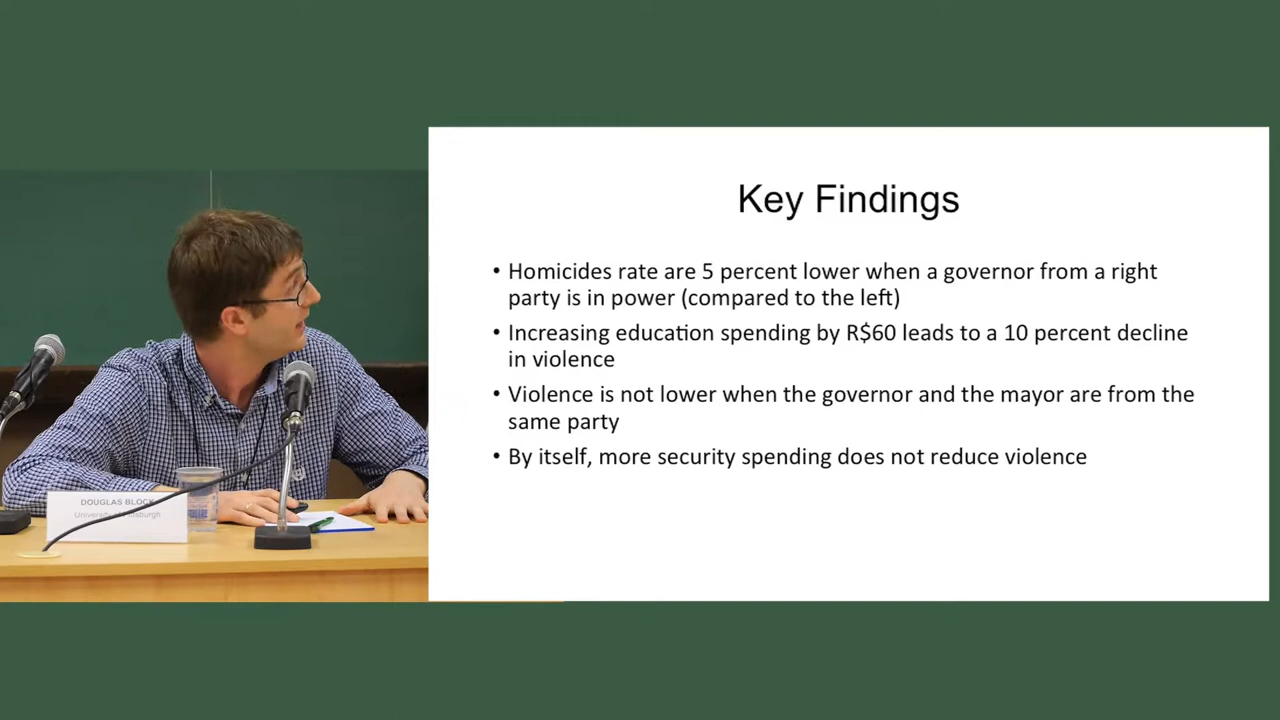 Key Findings
• Homicides rate are 5 percent lower when a governor from a right
party is in power (compared to the left)
• Increasing education spending by R$60 leads to a 10 percent decline
in violence
• Violence is not lower when the governor and the mayor are from the
same party
• By itself, more security spending does not reduce violence
DOUGLAS BLOCK